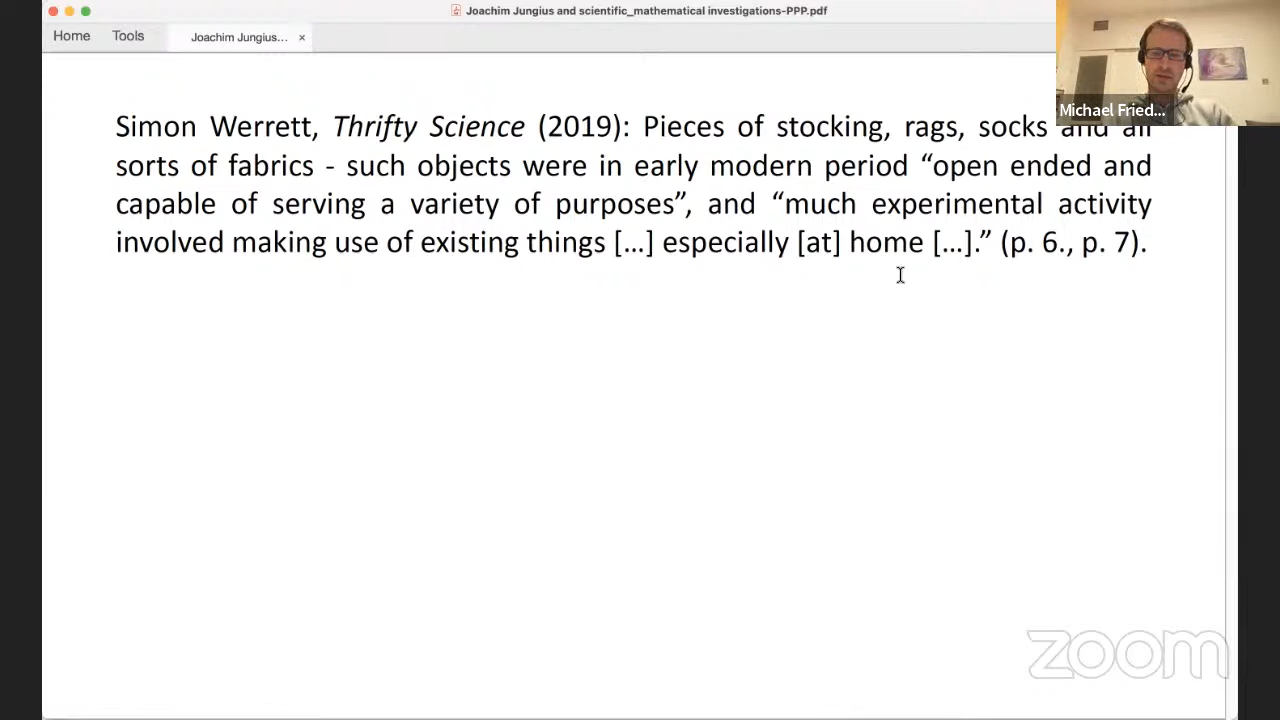 Joachim Jungius and scientific_mathematical investigations-PPP.pdf
Home Tools Joachim Jungius... ×
Michael Fried...
Simon Werrett, Thrifty Science (2019): Pieces of stocking, rags, socks and all
sorts of fabrics - such objects were in early modern period “open ended and
capable of serving a variety of purposes”, and “much experimental activity
involved making use of existing things […] especially [at] home […].” (p. 6., p. 7).
zoom